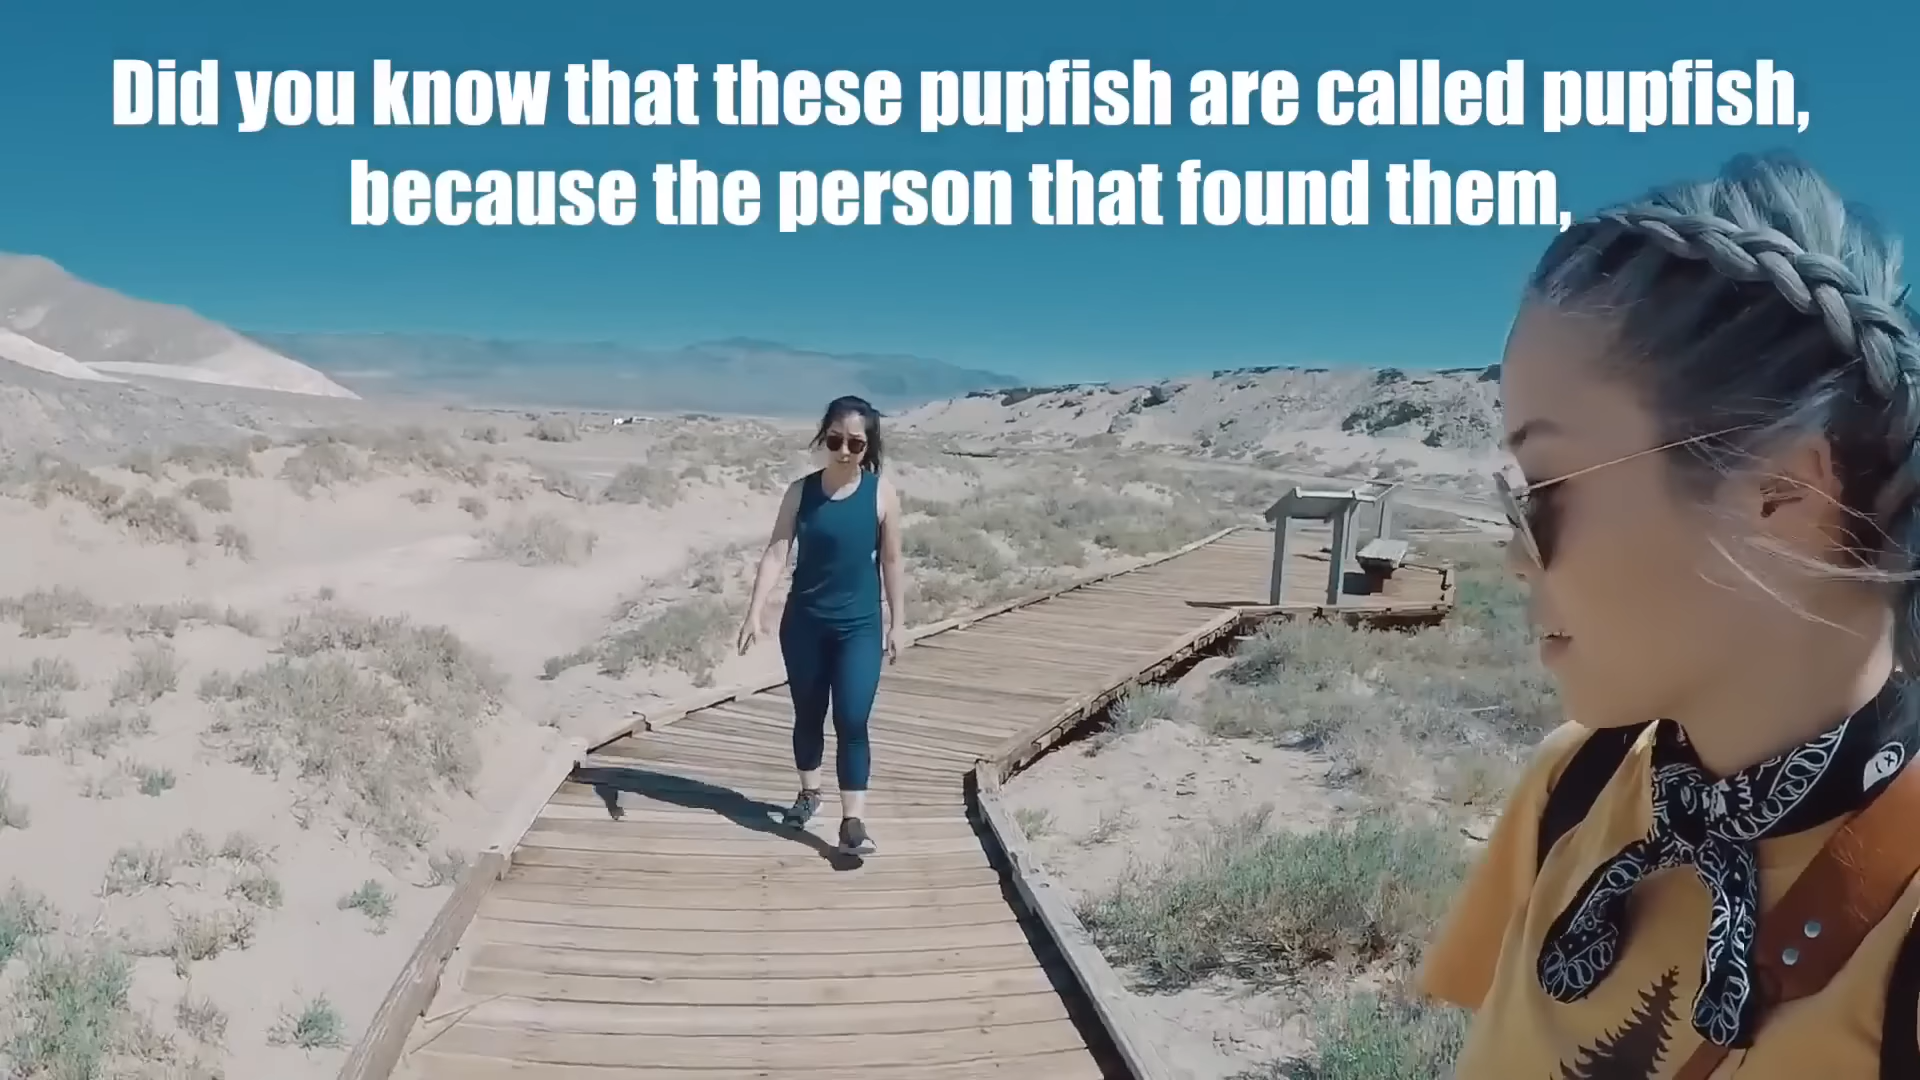 Did you know that these pupfish are called pupfish,
because the person that found them,